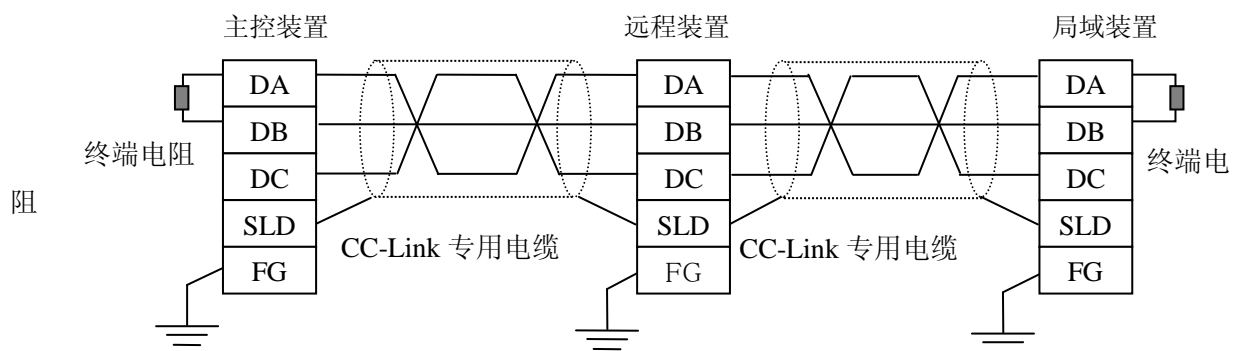 主控装置 远程装置 局域装置
DA DA DA
DB DB DB
终端电阻 终端电
DC DC DC
阻
SLD SLD SLD
CC-Link 专用电缆 CC-Link 专用电缆
FG FG FG